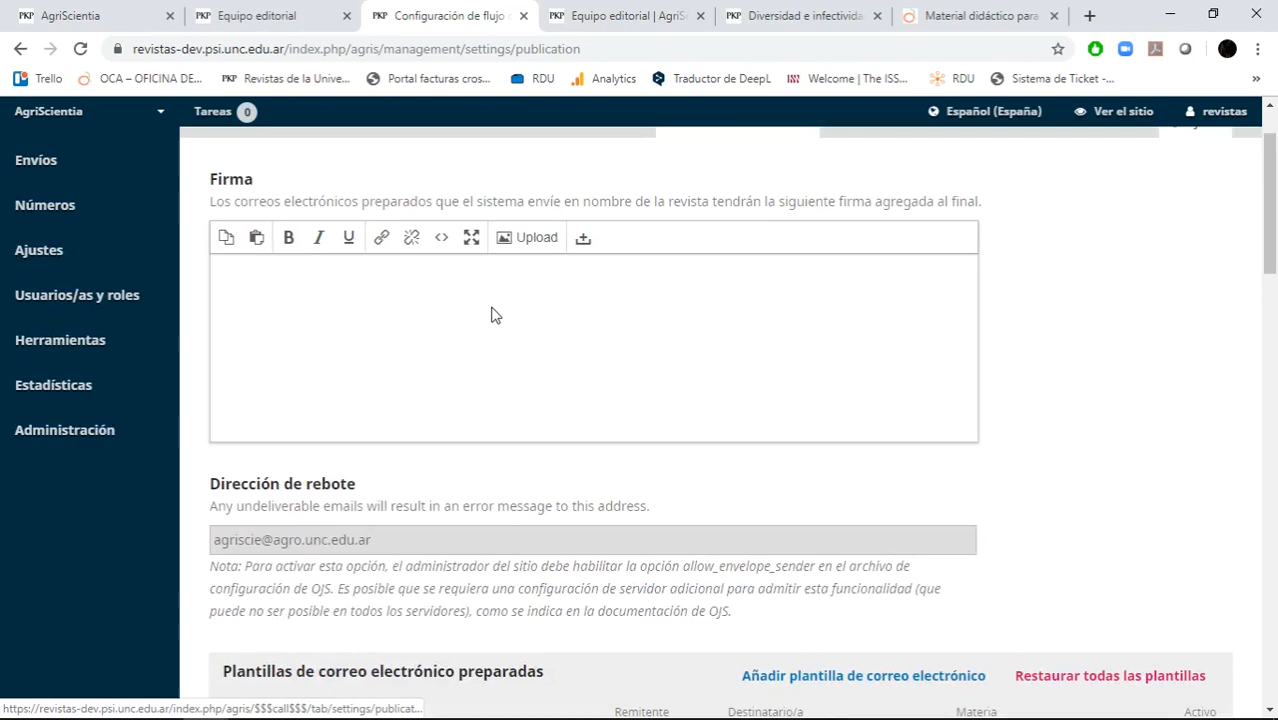 AgriScientia
Equipo editorial
Configuración de flujo
Equipo editorial | AgriS
Diversidad e infectivida
Material didáctico para
revistas-dev.psi.unc.edu.ar/index.php/agris/management/settings/publication
Trello
OCA – OFICINA DE...
Revistas de la Unive...
Portal facturas cros...
RDU
Analytics
Traductor de DeepL
Welcome | The ISS...
RDU
Sistema de Ticket -...
AgriScientia
Tareas 0
Español (España)
Ver el sitio
revistas
Envíos
Números
Ajustes
Usuarios/as y roles
Herramientas
Estadísticas
Administración
Firma
Los correos electrónicos preparados que el sistema envíe en nombre de la revista tendrán la siguiente firma agregada al final.
Upload
Dirección de rebote
Any undeliverable emails will result in an error message to this address.
agriscie@agro.unc.edu.ar
Nota: Para activar esta opción, el administrador del sitio debe habilitar la opción allow_envelope_sender en el archivo de
configuración de OJS. Es posible que se requiera una configuración de servidor adicional para admitir esta funcionalidad (que
puede no ser posible en todos los servidores), como se indica en la documentación de OJS.
Plantillas de correo electrónico preparadas
Añadir plantilla de correo electrónico
Restaurar todas las plantillas
Remitente
Destinatario/a
Materia
Activo
https://revistas-dev.psi.unc.edu.ar/index.php/agris/$$$call$$$/tab/settings/publicat...